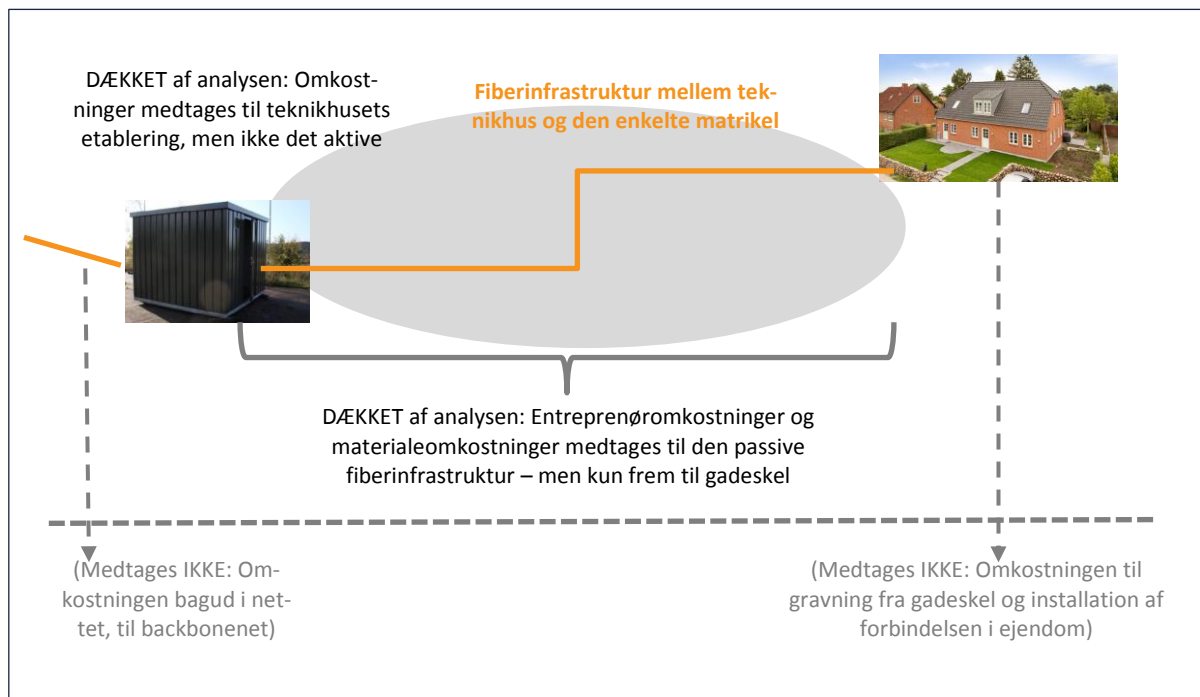 DÆKKET af analysen: Omkost-
ninger medtages til teknikhusets
etablering, men ikke det aktive
Fiberinfrastruktur mellem tek-
nikhus og den enkelte matrikel
DÆKKET af analysen: Entreprenøromkostninger og
materialeomkostninger medtages til den passive
fiberinfrastruktur – men kun frem til gadeskel
(Medtages IKKE: Om-
kostningen bagud i net-
tet, til backbonenet)
(Medtages IKKE: Omkostningen til
gravning fra gadeskel og installation af
forbindelsen i ejendom)